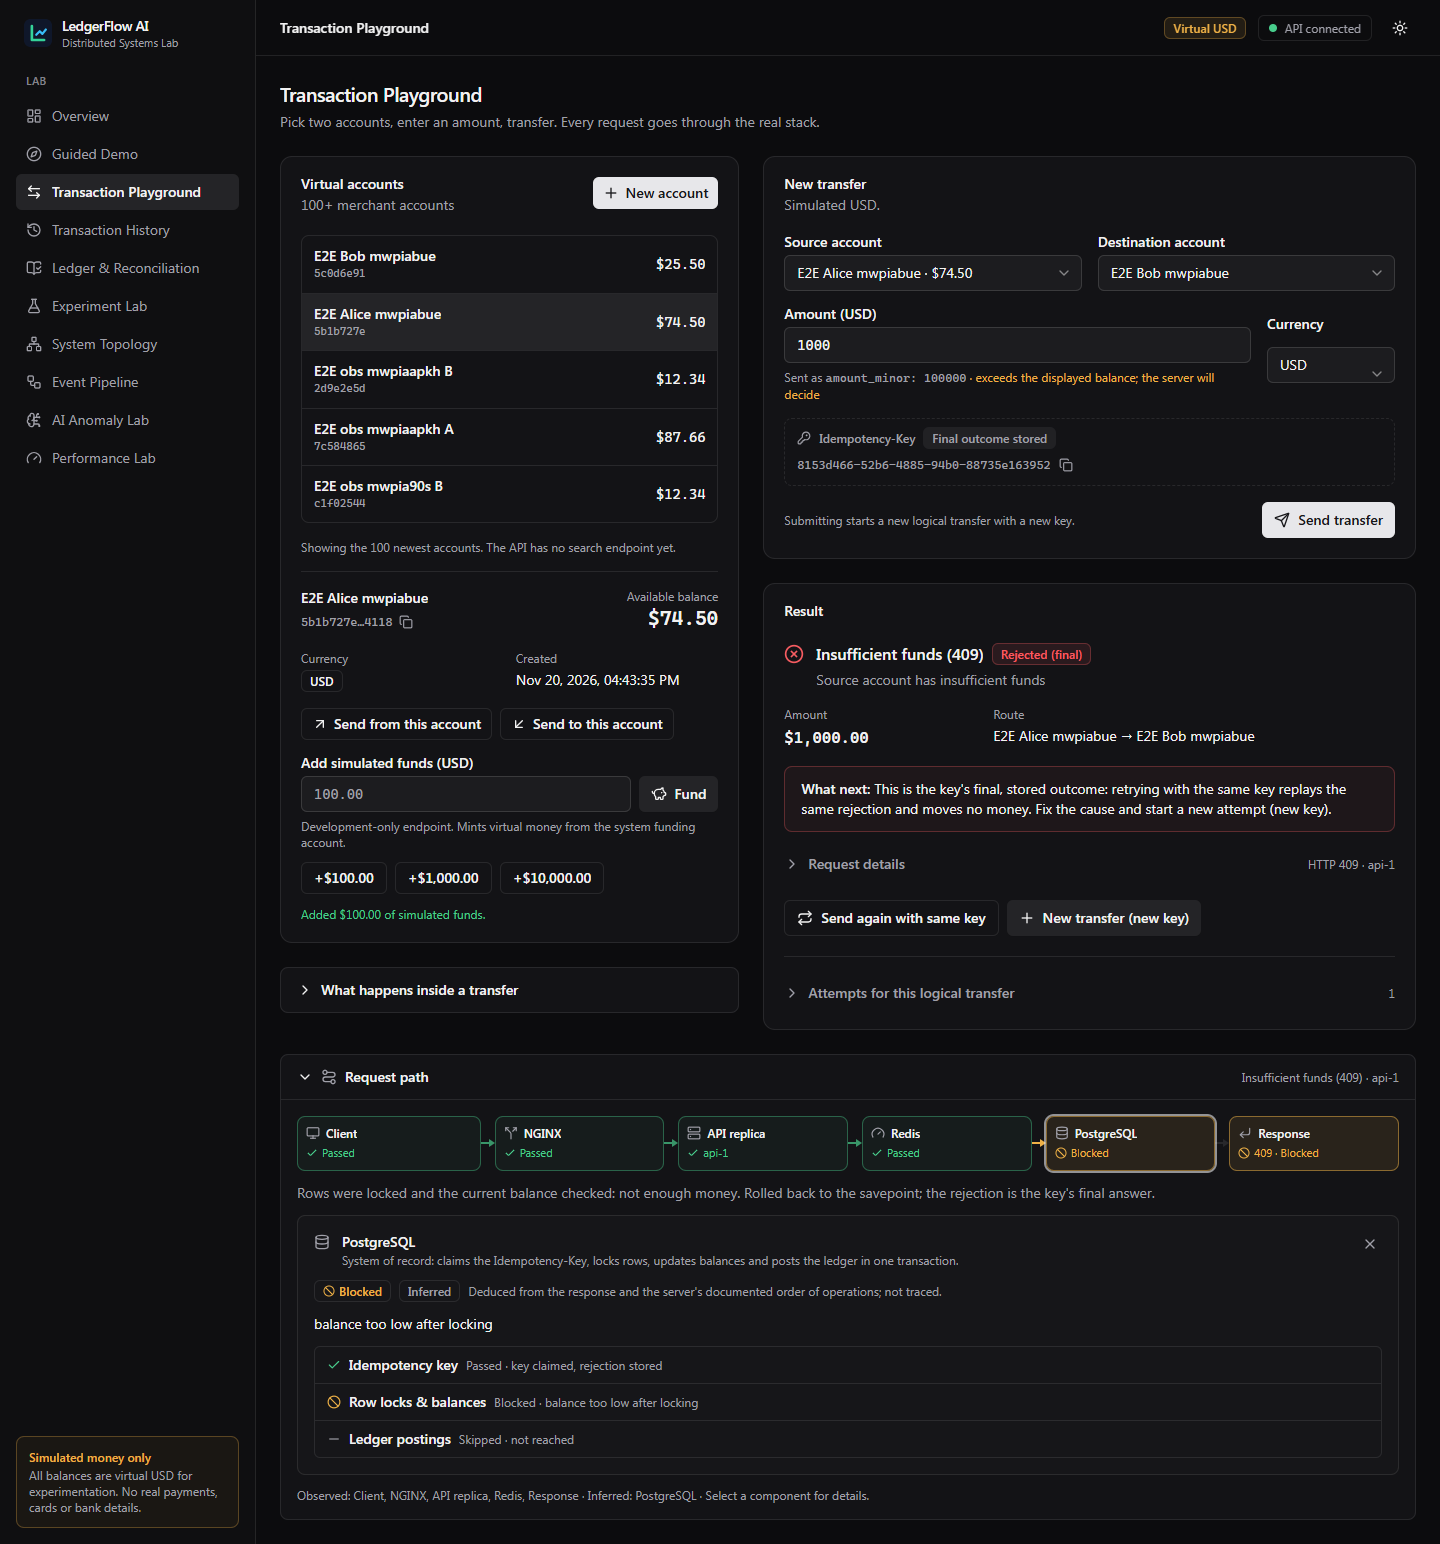 LedgerFlow AI
Distributed Systems Lab
LAB
Overview
Guided Demo
Transaction Playground
Transaction History
Ledger & Reconciliation
Experiment Lab
System Topology
Event Pipeline
AI Anomaly Lab
Performance Lab
Simulated money only
All balances are virtual USD for
experimentation. No real payments,
cards or bank details.
Transaction Playground
Virtual USD
API connected
Transaction Playground
Pick two accounts, enter an amount, transfer. Every request goes through the real stack.
Virtual accounts
100+ merchant accounts
New account
E2E Bob mwpiabue
5c0d6e91
$25.50
E2E Alice mwpiabue
5b1b727e
$74.50
E2E obs mwpiaapkh B
2d9e2e5d
$12.34
E2E obs mwpiaapkh A
7c584865
$87.66
E2E obs mwpia90s B
c1f02544
$12.34
Showing the 100 newest accounts. The API has no search endpoint yet.
E2E Alice mwpiabue
5b1b727e…4118
Available balance
$74.50
Currency
USD
Created
Nov 20, 2026, 04:43:35 PM
Send from this account
Send to this account
Add simulated funds (USD)
100.00
Fund
Development-only endpoint. Mints virtual money from the system funding
account.
+$100.00
+$1,000.00
+$10,000.00
Added $100.00 of simulated funds.
What happens inside a transfer
New transfer
Simulated USD.
Source account
E2E Alice mwpiabue · $74.50
Destination account
E2E Bob mwpiabue
Amount (USD)
1000
Currency
USD
Sent as amount_minor: 100000 · exceeds the displayed balance; the server will
decide
Idempotency-Key
Final outcome stored
8153d466-52b6-4885-94b0-88735e163952
Submitting starts a new logical transfer with a new key.
Send transfer
Result
Insufficient funds (409)
Rejected (final)
Source account has insufficient funds
Amount
$1,000.00
Route
E2E Alice mwpiabue → E2E Bob mwpiabue
What next: This is the key's final, stored outcome: retrying with the same key replays the
same rejection and moves no money. Fix the cause and start a new attempt (new key).
Request details
HTTP 409 · api-1
Send again with same key
New transfer (new key)
Attempts for this logical transfer
1
Request path
Insufficient funds (409) · api-1
Client
Passed
NGINX
Passed
API replica
api-1
Redis
Passed
PostgreSQL
Blocked
Response
409 · Blocked
Rows were locked and the current balance checked: not enough money. Rolled back to the savepoint; the rejection is the key's final answer.
PostgreSQL
System of record: claims the Idempotency-Key, locks rows, updates balances and posts the ledger in one transaction.
Blocked
Inferred
Deduced from the response and the server's documented order of operations; not traced.
balance too low after locking
Idempotency key Passed · key claimed, rejection stored
Row locks & balances Blocked · balance too low after locking
Ledger postings Skipped · not reached
Observed: Client, NGINX, API replica, Redis, Response · Inferred: PostgreSQL · Select a component for details.